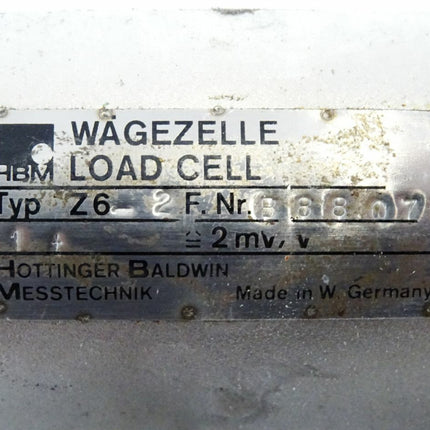 WÄGEZELLE
HBM LOAD CELL
Typ Z6-2 F. Nr.
≙ 2 mV/V
HOTTINGER BALDWIN
MESSTECHNIK Made in W. Germany